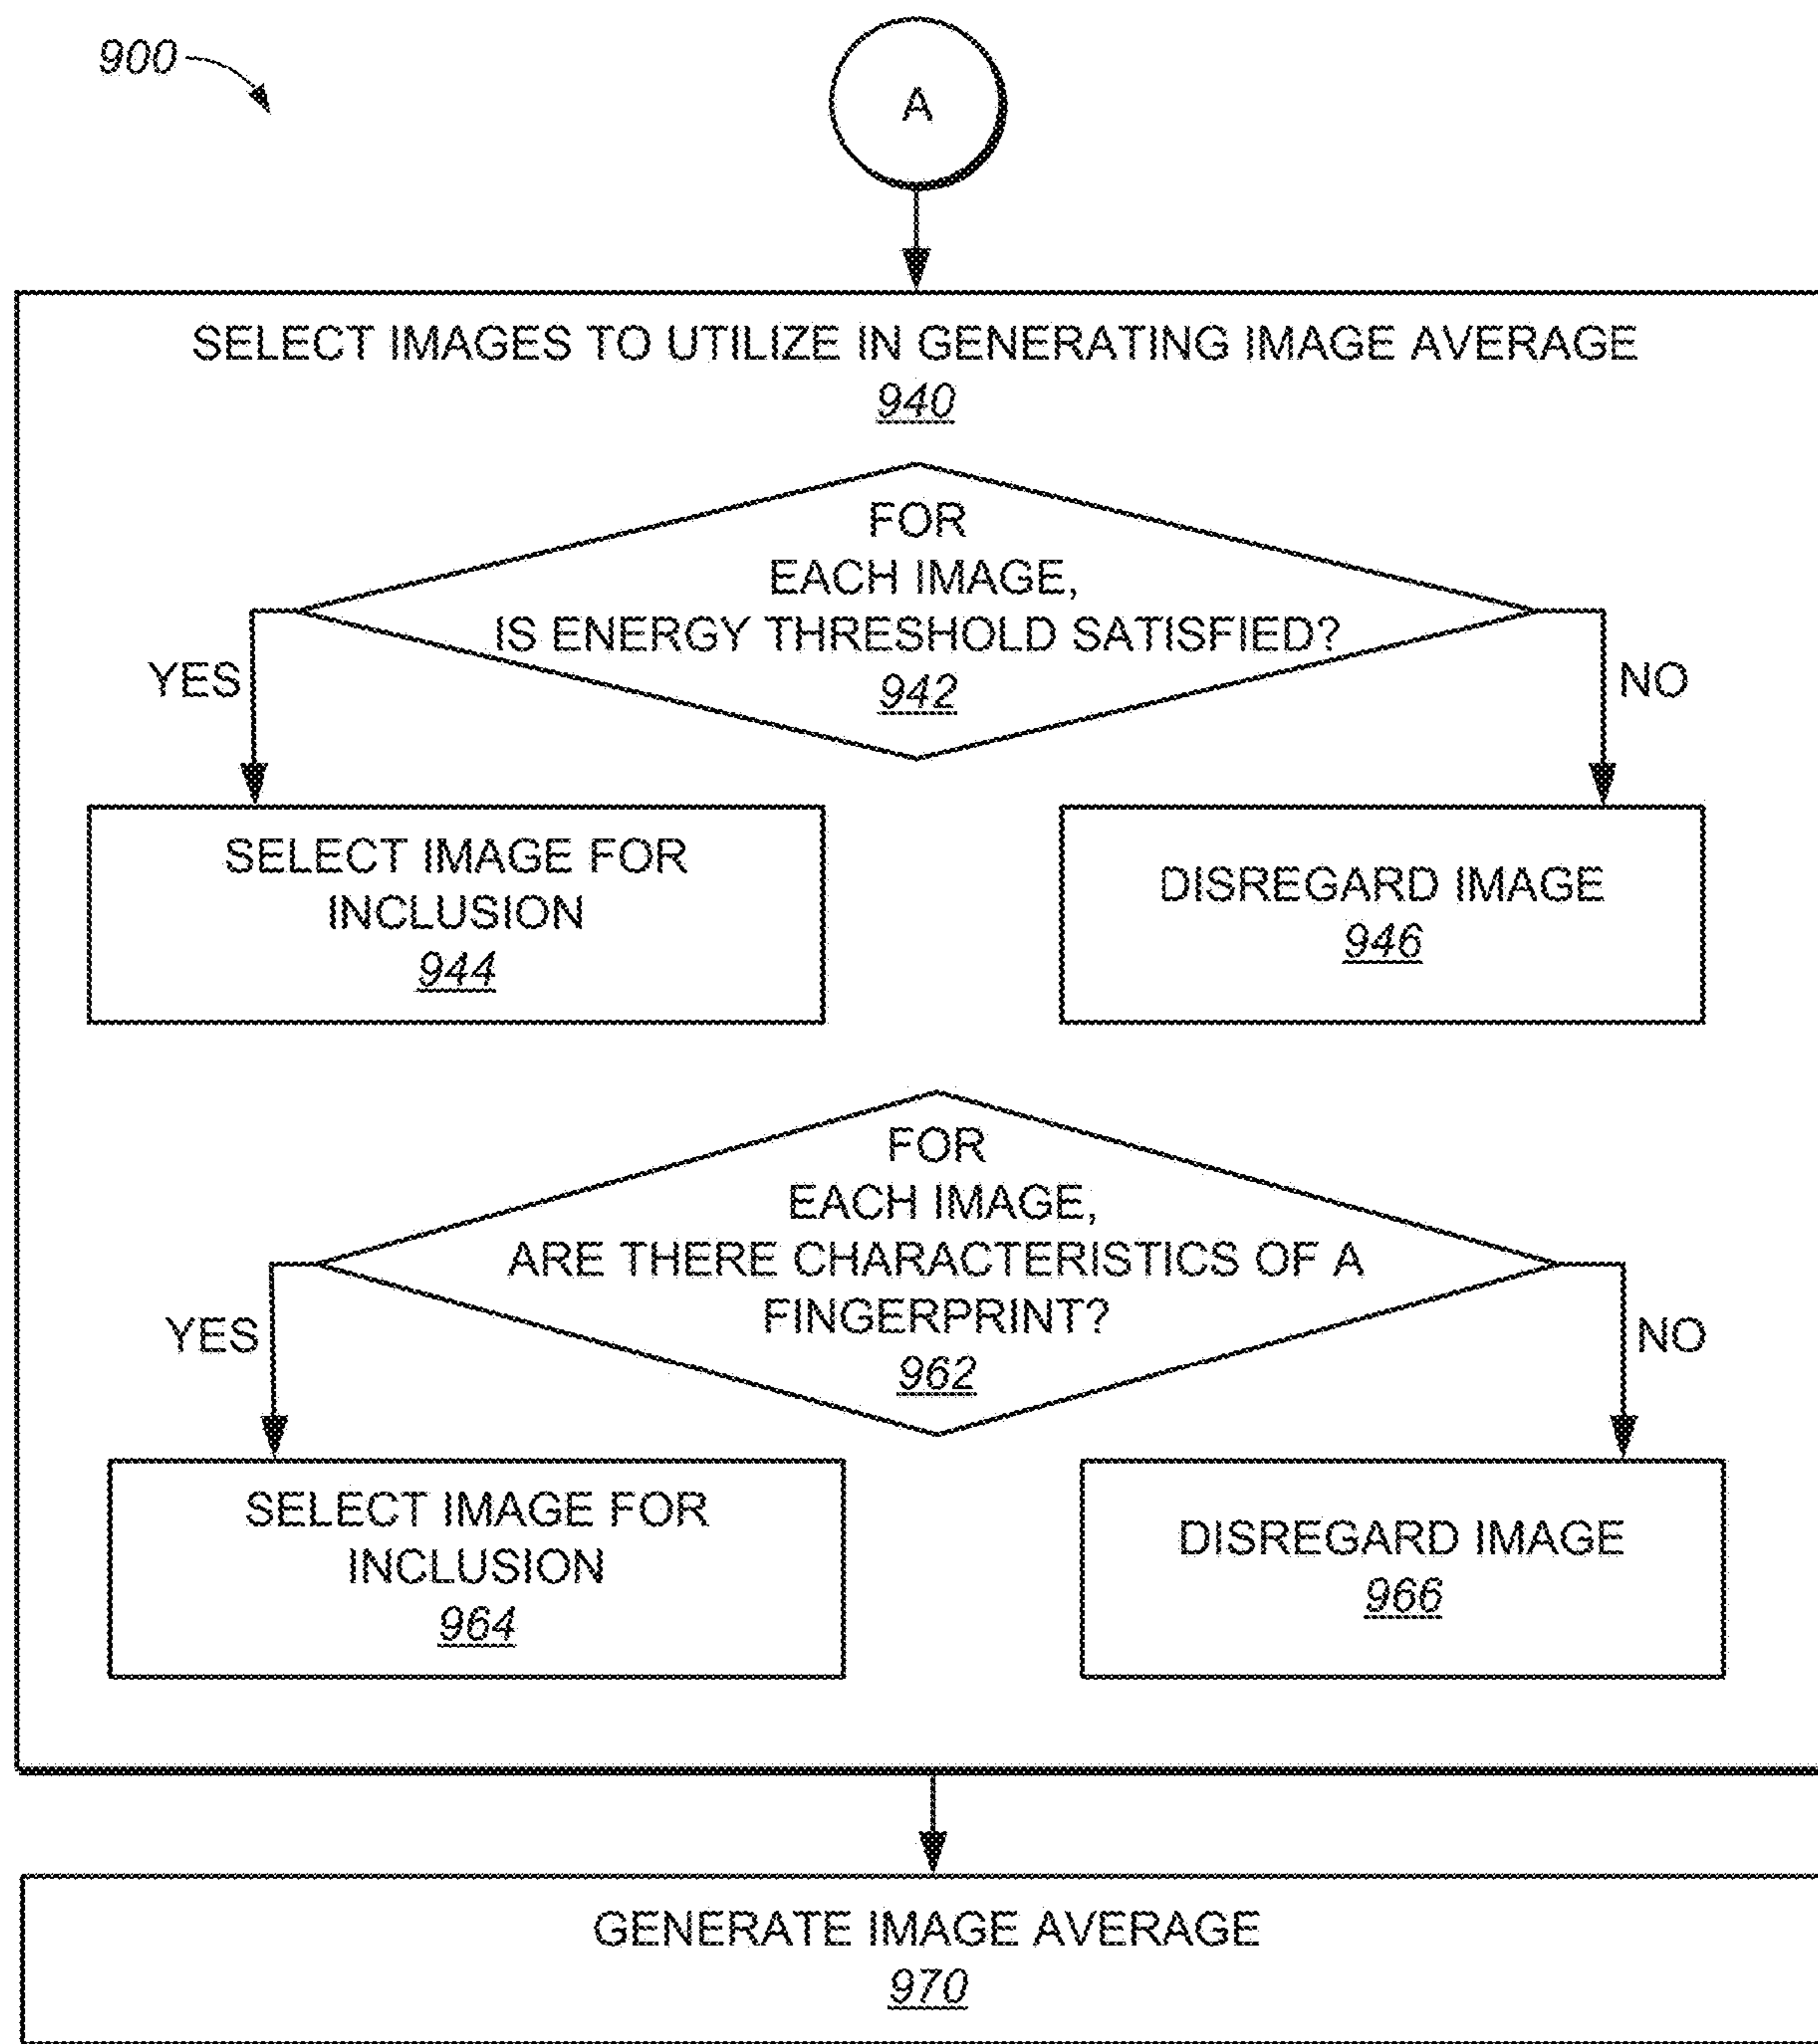 900
A
SELECT IMAGES TO UTILIZE IN GENERATING IMAGE AVERAGE
940
FOR
EACH IMAGE,
IS ENERGY THRESHOLD SATISFIED?
942
YES
NO
SELECT IMAGE FOR
INCLUSION
944
DISREGARD IMAGE
946
FOR
EACH IMAGE,
ARE THERE CHARACTERISTICS OF A
FINGERPRINT?
962
YES
NO
SELECT IMAGE FOR
INCLUSION
964
DISREGARD IMAGE
966
GENERATE IMAGE AVERAGE
970